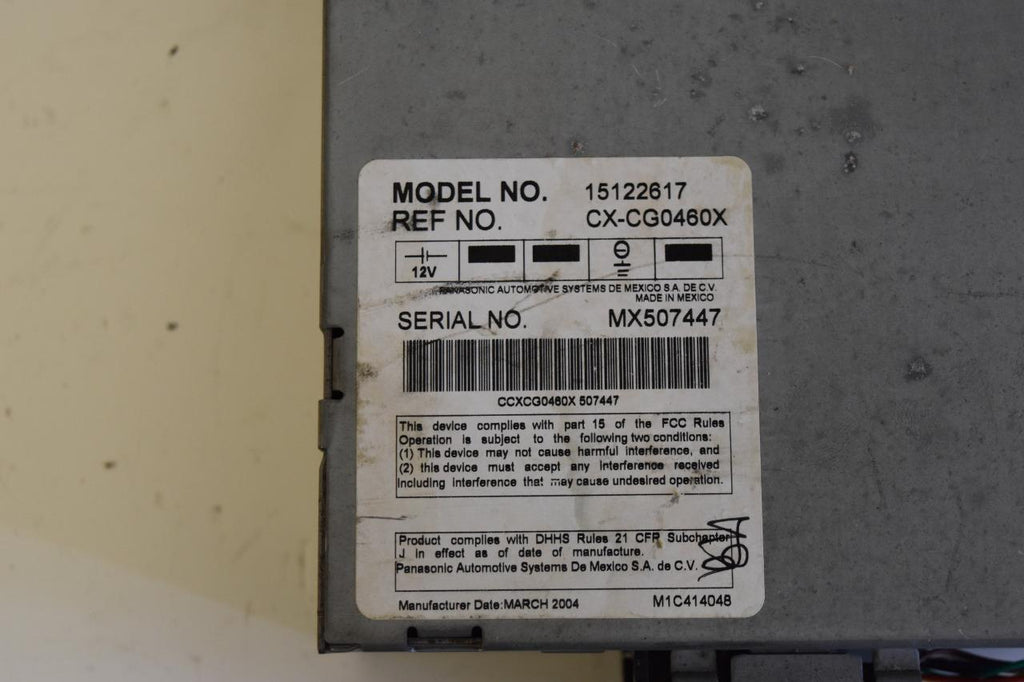 MODEL NO. 15122617
REF NO. CX-CG0460X
12V
PANASONIC AUTOMOTIVE SYSTEMS DE MEXICO S.A. DE C.V.
MADE IN MEXICO
SERIAL NO. MX507447
CCXCG0460X 507447
This device complies with part 15 of the FCC Rules
Operation is subject to the following two conditions:
(1) This device may not cause harmful interference, and
(2) this device must accept any interference received
including interference that may cause undesired operation.
Product complies with DHHS Rules 21 CFR Subchapter
J in effect as of date of manufacture.
Panasonic Automotive Systems De Mexico S.A. de C.V.
Manufacturer Date:MARCH 2004 M1C414048